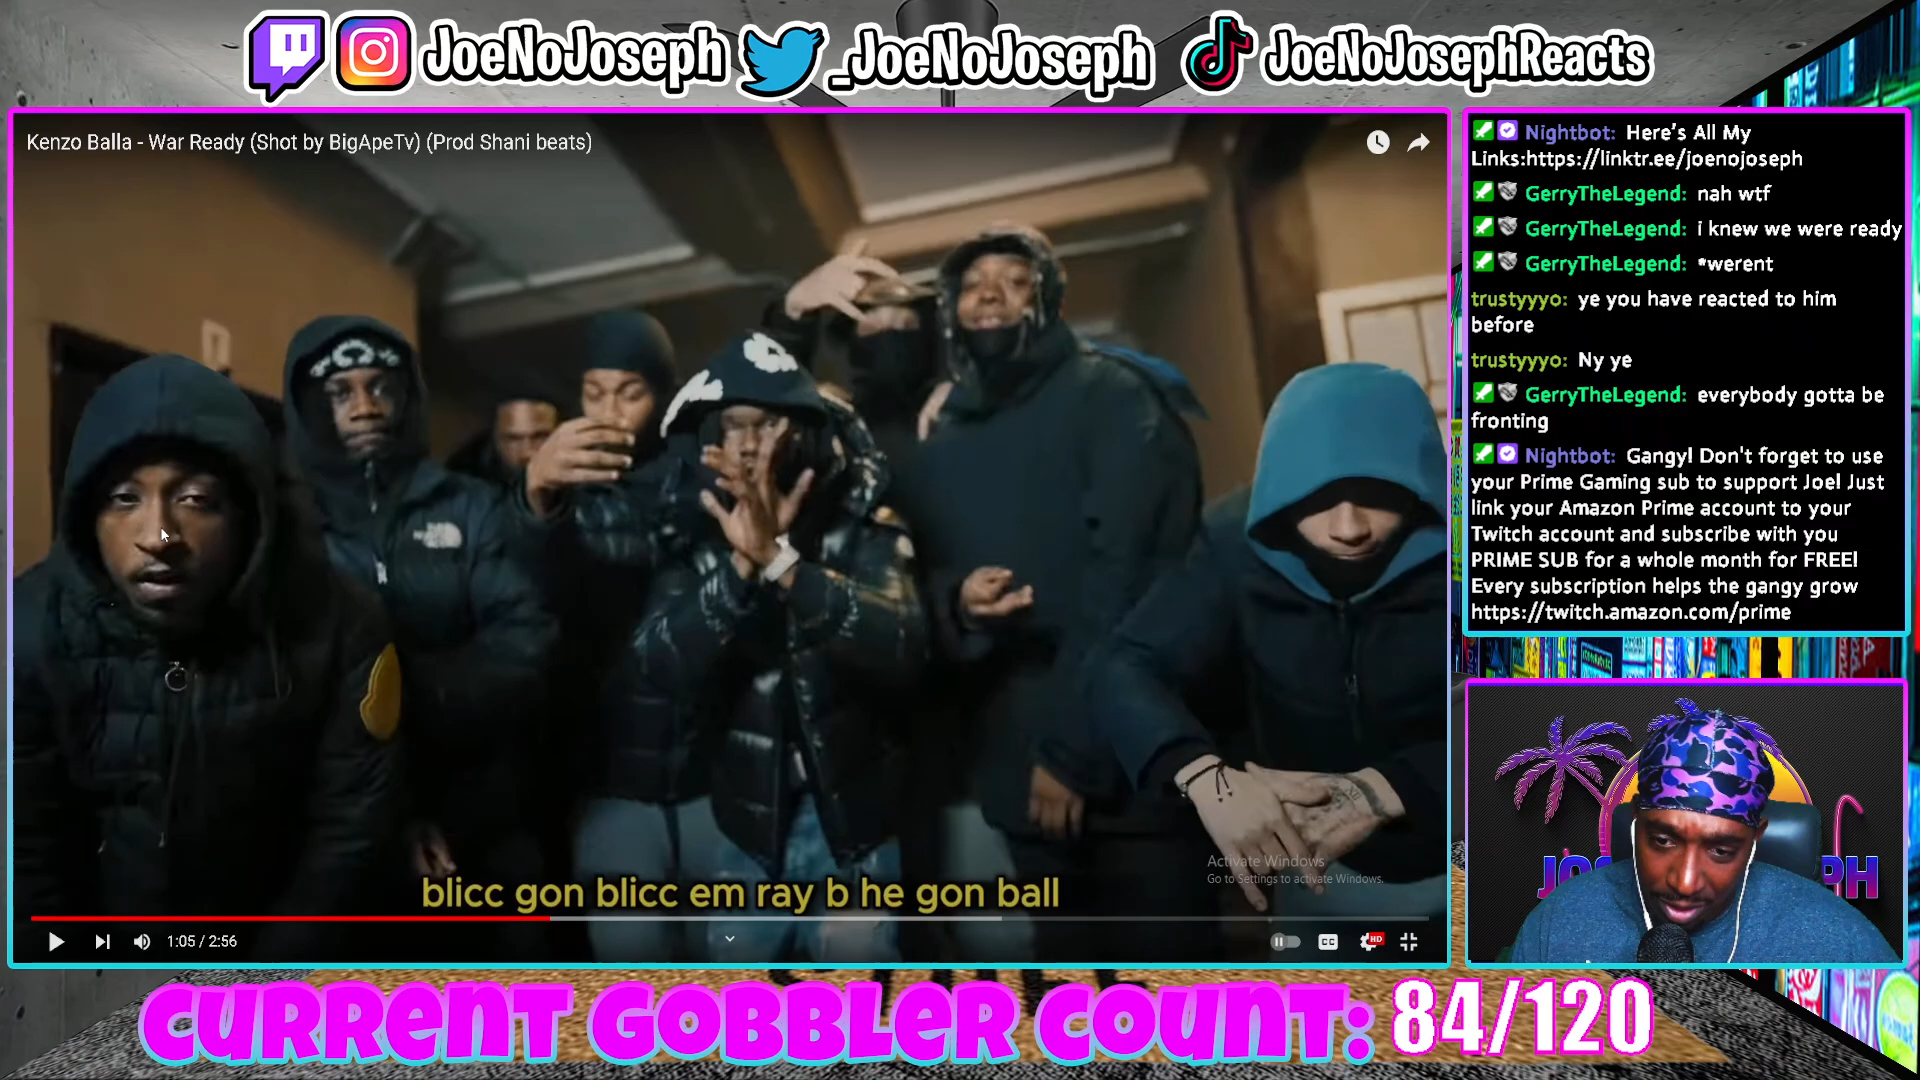 JoeNoJoseph _JoeNoJoseph JoeNoJosephReacts
Kenzo Balla - War Ready (Shot by BigApeTv) (Prod Shani beats)
THE NORTH FACE
blicc gon blicc em ray b he gon ball
Activate Windows
Go to Settings to activate Windows.
1:05 / 2:56
CC
HD
Nightbot: Here's All My
Links:https://linktr.ee/joenojoseph
GerryTheLegend: nah wtf
GerryTheLegend: i knew we were ready
GerryTheLegend: *werent
trustyyyo: ye you have reacted to him
before
trustyyyo: Ny ye
GerryTheLegend: everybody gotta be
fronting
Nightbot: Gangy! Don't forget to use
your Prime Gaming sub to support Joe! Just
link your Amazon Prime account to your
Twitch account and subscribe with you
PRIME SUB for a whole month for FREE!
Every subscription helps the gangy grow
https://twitch.amazon.com/prime
CURRENT GOBBLER COUNT: 84/120